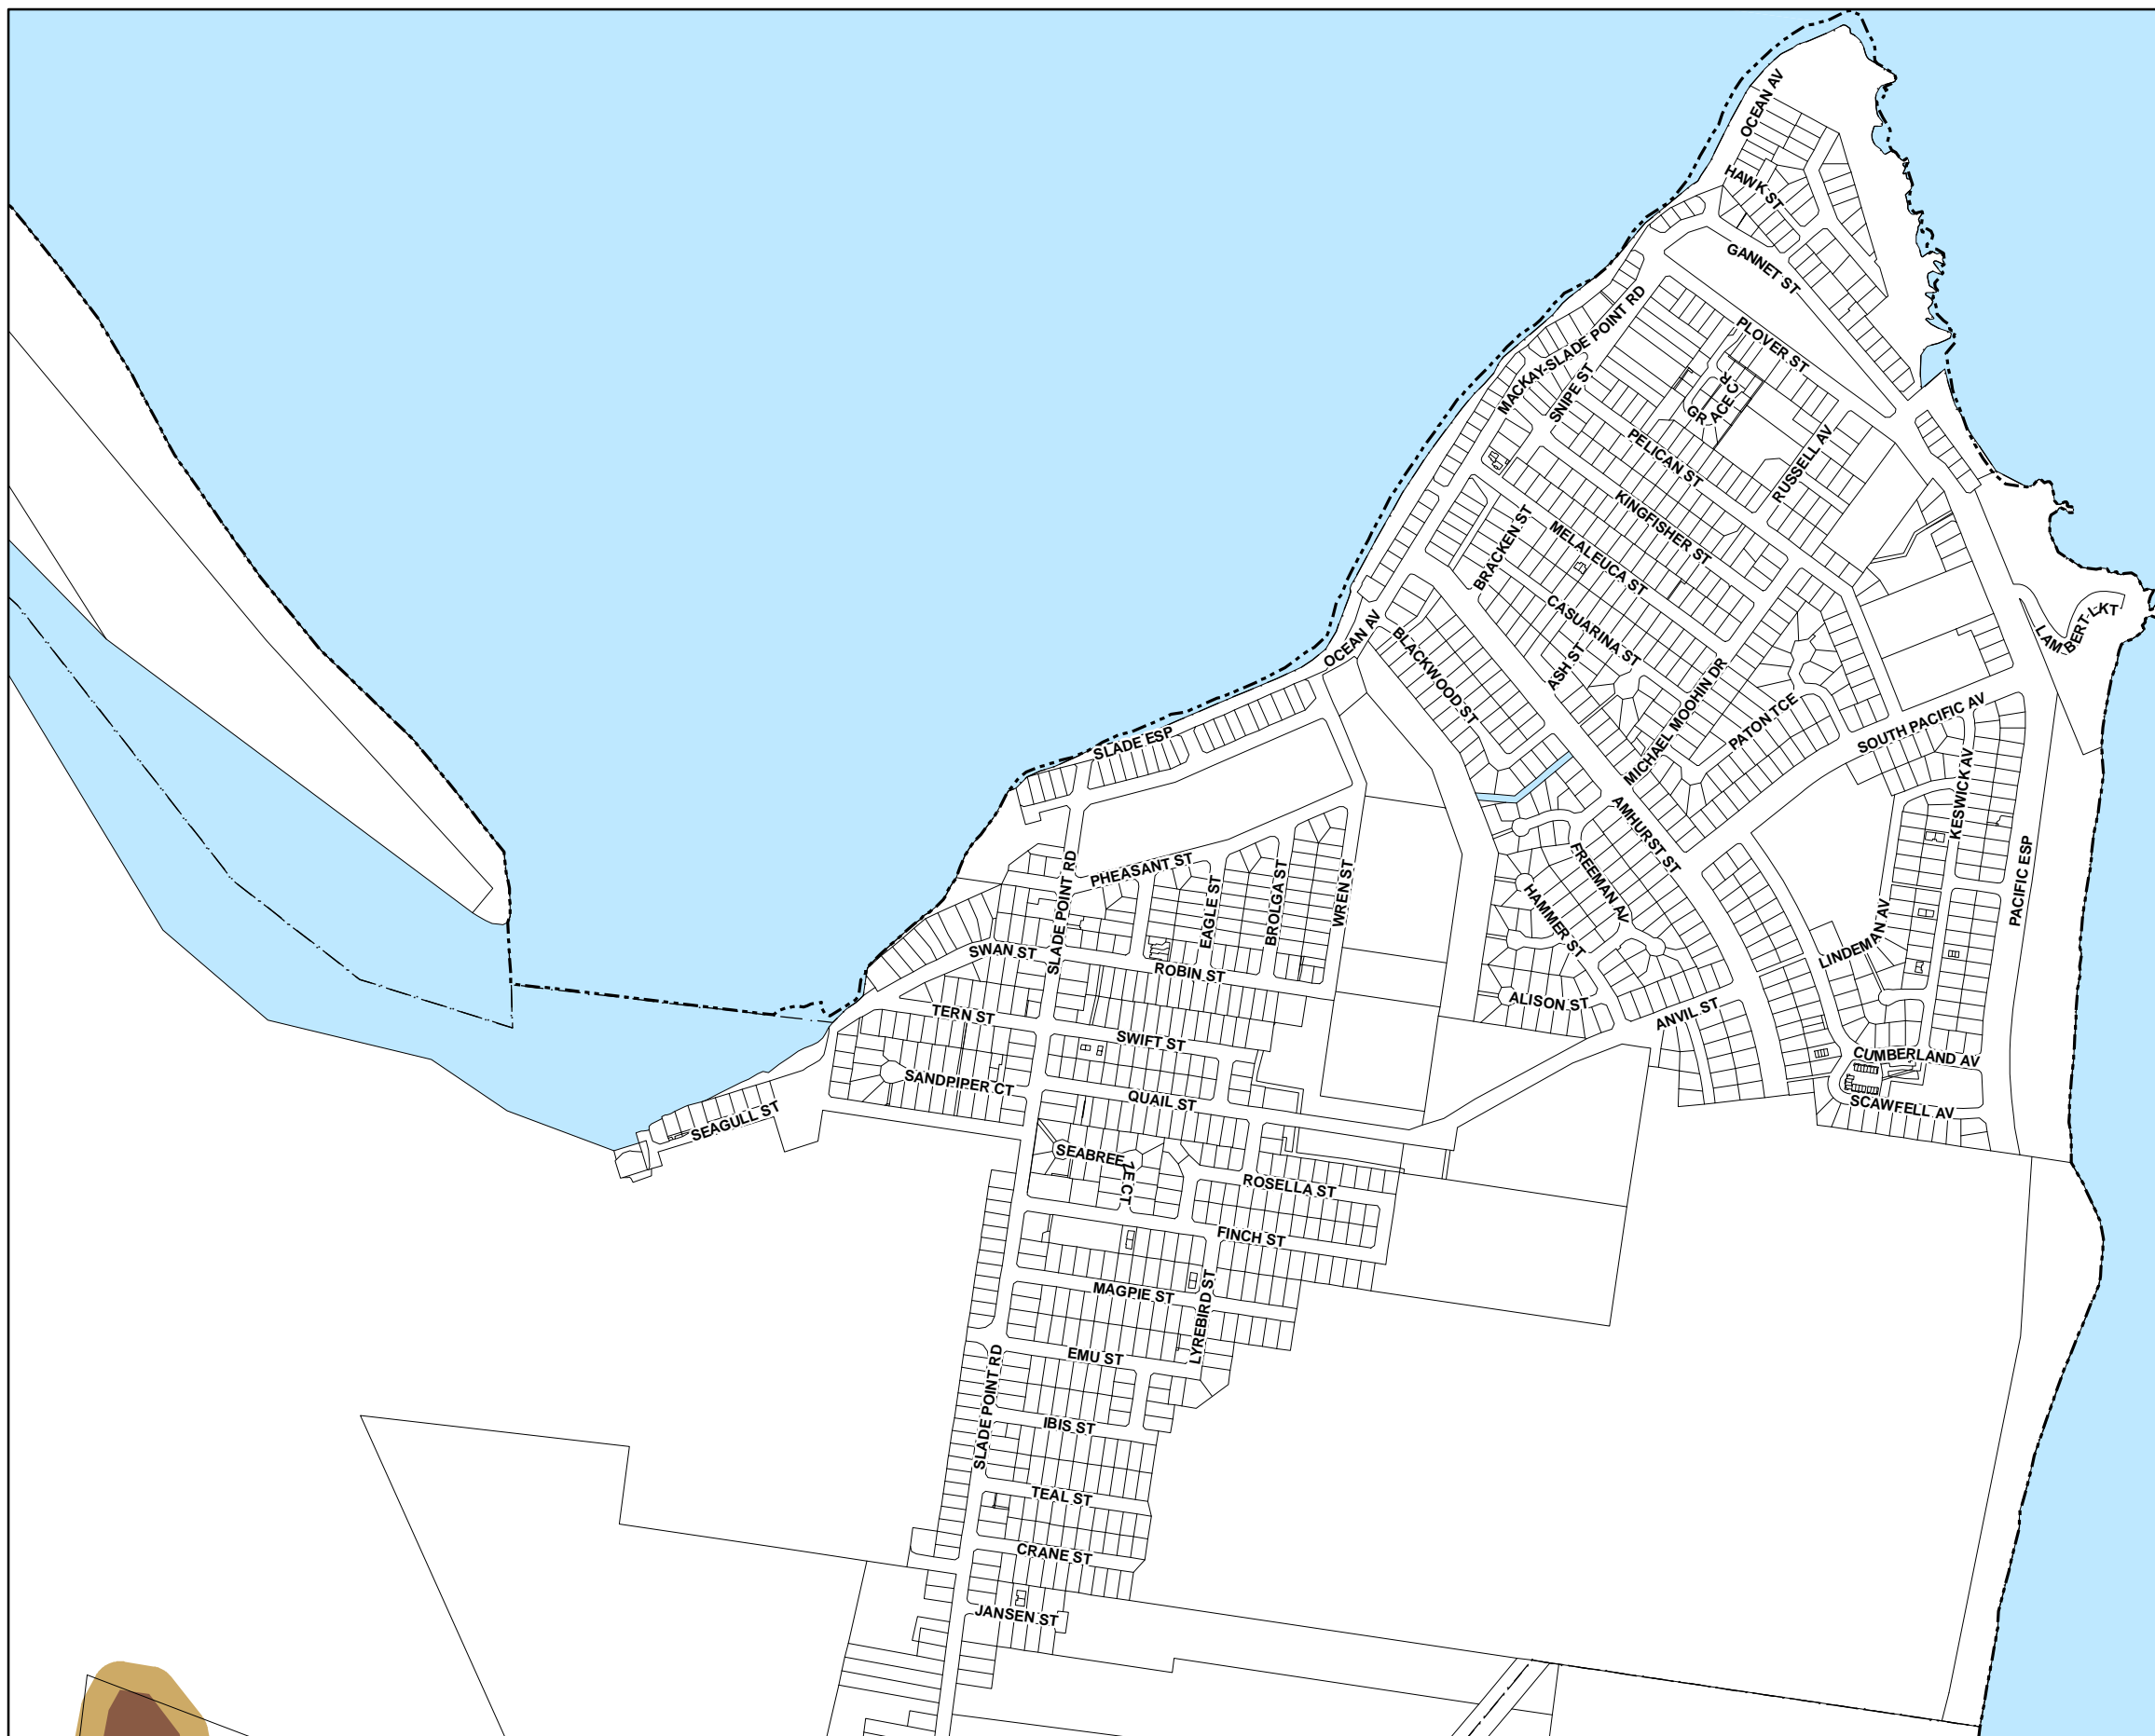 OCEAN AV
HAWK ST
GANNET ST
MACKAY-SLADE POINT RD
PLOVER ST
SNIPE ST
GRACE CR
PELICAN ST
RUSSELL AV
KINGFISHER ST
BRACKEN ST
MELALEUCA ST
CASUARINA ST
LAMBERT LKT
OCEAN AV
BLACKWOOD ST
ASH ST
MICHAEL MOOHIN DR
PATON TCE
SOUTH PACIFIC AV
SLADE ESP
KESWICK AV
AMHURST ST
PHEASANT ST
SLADE POINT RD
EAGLE ST
BROLGA ST
WREN ST
FREEMAN AV
HAMMER ST
PACIFIC ESP
LINDEMAN AV
SWAN ST
ROBIN ST
ALISON ST
ANVIL ST
TERN ST
SWIFT ST
CUMBERLAND AV
SANDPIPER CT
QUAIL ST
SCAWFELL AV
SEAGULL ST
SEABREEZE CT
ROSELLA ST
FINCH ST
MAGPIE ST
LYREBIRD ST
EMU ST
SLADE POINT RD
IBIS ST
TEAL ST
CRANE ST
JANSEN ST